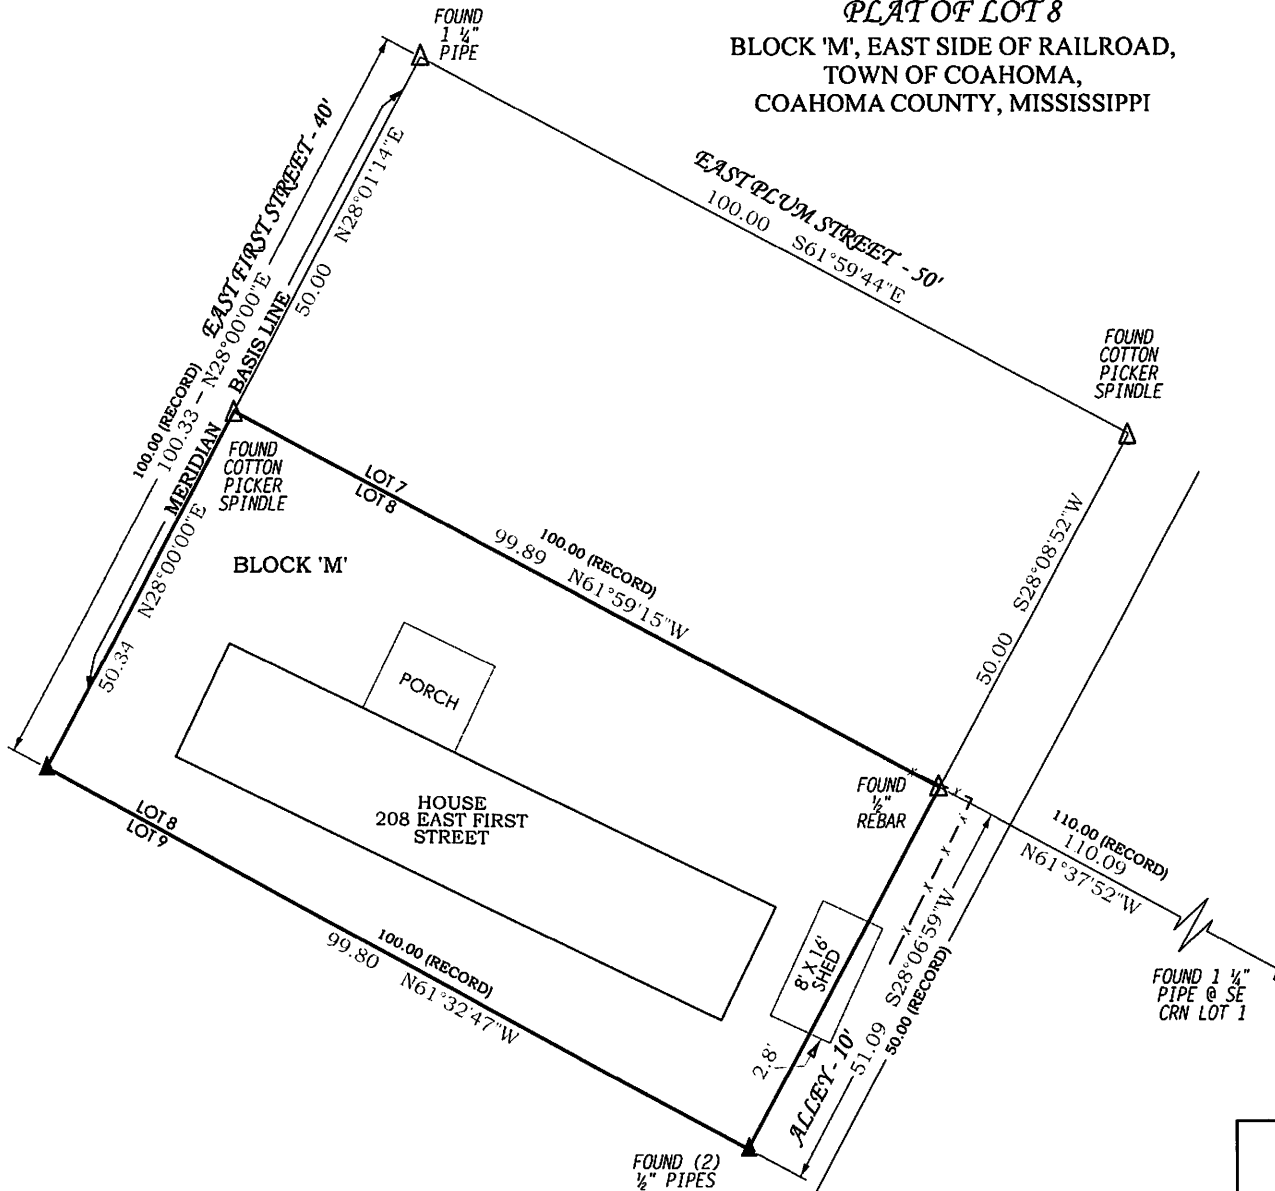 PLAT OF LOT 8
BLOCK 'M', EAST SIDE OF RAILROAD,
TOWN OF COAHOMA,
COAHOMA COUNTY, MISSISSIPPI
FOUND
1 ¼"
PIPE
EAST FIRST STREET - 40'
100.00 (RECORD)
100.33 - N28°00'00"E
MERIDIAN BASIS LINE
50.00 N28°01'14"E
EAST PLUM STREET - 50'
100.00 S61°59'44"E
FOUND
COTTON
PICKER
SPINDLE
FOUND
COTTON
PICKER
SPINDLE
LOT 7
LOT 8
100.00 (RECORD)
99.89 N61°59'15"W
50.00 S28°08'52"W
BLOCK 'M'
50.34 N28°00'00"E
PORCH
HOUSE
208 EAST FIRST
STREET
FOUND
½"
REBAR
110.00 (RECORD)
110.09
N61°37'52"W
LOT 8
LOT 9
100.00 (RECORD)
99.80 N61°32'47"W
8' X 16'
SHED
2.8'
ALLEY - 10'
51.09 S28°06'59"W
50.00 (RECORD)
FOUND 1 ¼"
PIPE @ SE
CRN LOT 1
FOUND (2)
½" PIPES